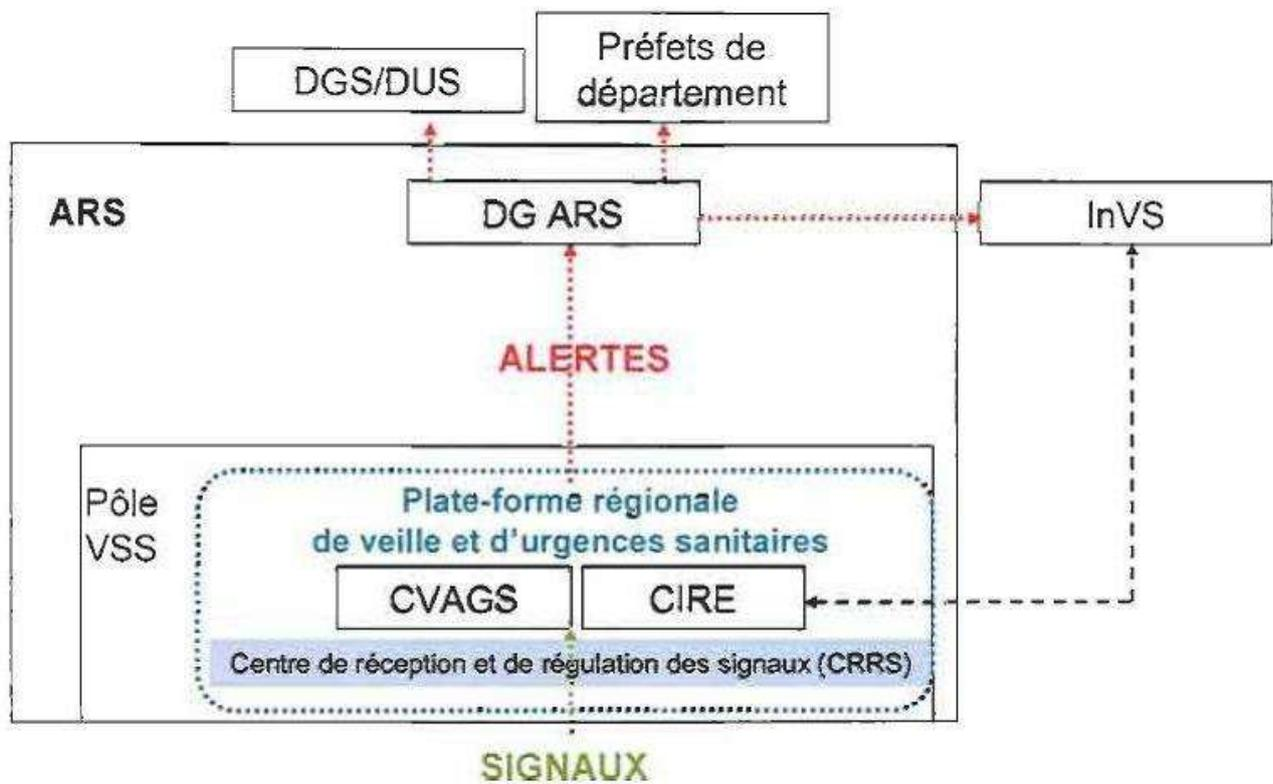 DGS/DUS
Préfets de
département
ARS
DG ARS
InVS
ALERTES
Pôle
VSS
Plate-forme régionale
de veille et d'urgences sanitaires
CVAGS
CIRE
Centre de réception et de régulation des signaux (CRRS)
SIGNAUX